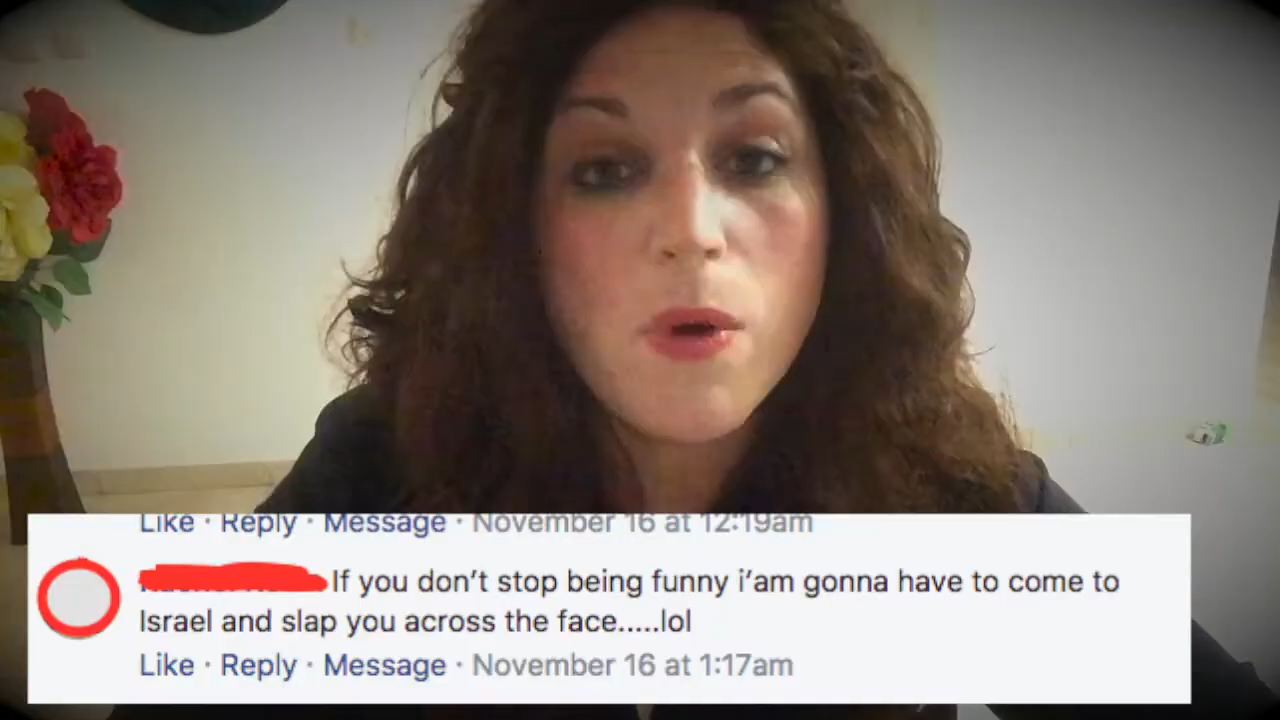 Like · Reply · Message · November 16 at 12:19am
If you don't stop being funny i'am gonna have to come to
Israel and slap you across the face.....lol
Like · Reply · Message · November 16 at 1:17am